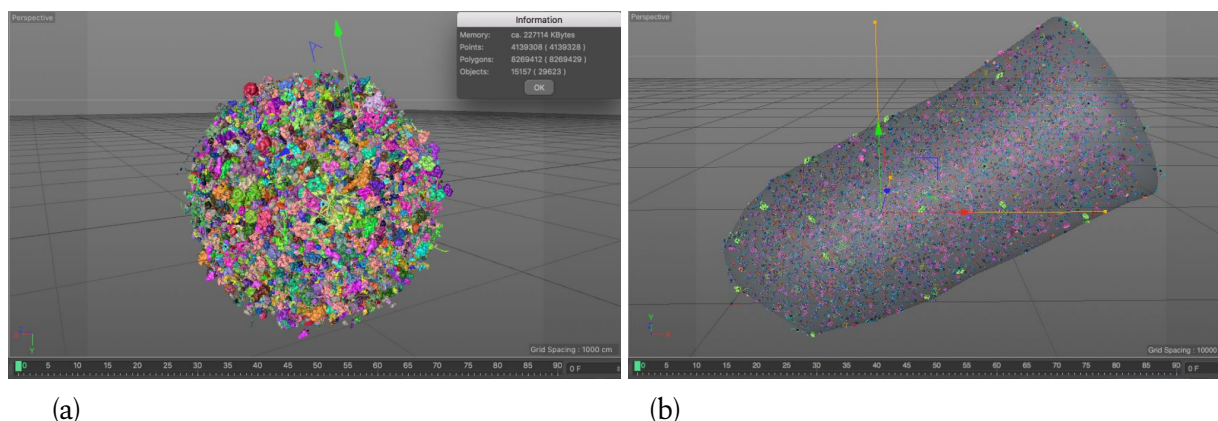 Perspective
Information
Memory: ca. 227114 KBytes
Points: 4139308 ( 4139328 )
Polygons: 8269412 ( 8269429 )
Objects: 15157 ( 29623 )
OK
Y
Grid Spacing : 1000 cm
0 5 10 15 20 25 30 35 40 45 50 55 60 65 70 75 80 85 90 0 F
Perspective
Grid Spacing : 10000
0 5 10 15 20 25 30 35 40 45 50 55 60 65 70 75 80 85 90 0 F
(a)
(b)